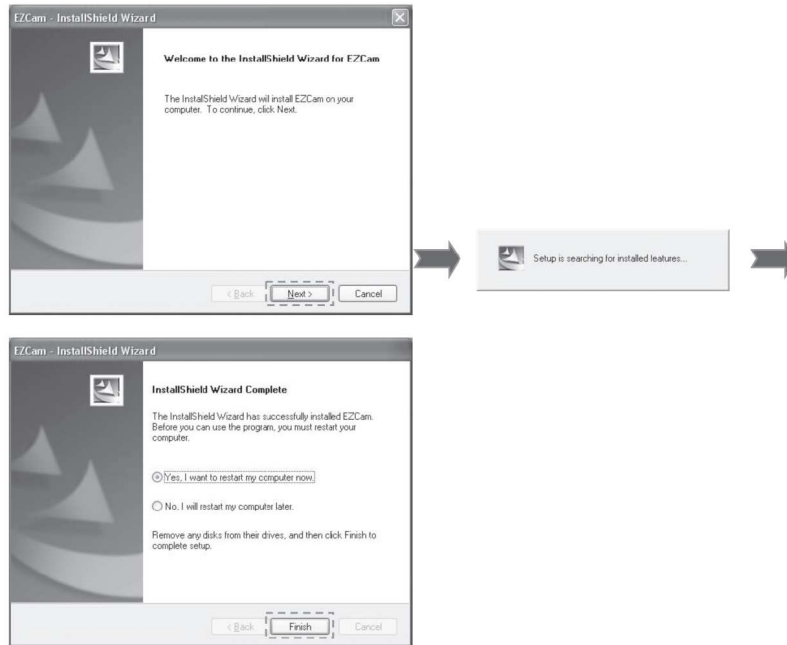 EZCam - InstallShield Wizard
Welcome to the InstallShield Wizard for EZCam
The InstallShield Wizard will install EZCam on your
computer. To continue, click Next.
< Back
Next >
Cancel
Setup is searching for installed features...
EZCam - InstallShield Wizard
InstallShield Wizard Complete
The InstallShield Wizard has successfully installed EZCam.
Before you can use the program, you must restart your
computer.
Yes, I want to restart my computer now.
No, I will restart my computer later.
Remove any disks from their drives, and then click Finish to
complete setup.
< Back
Finish
Cancel